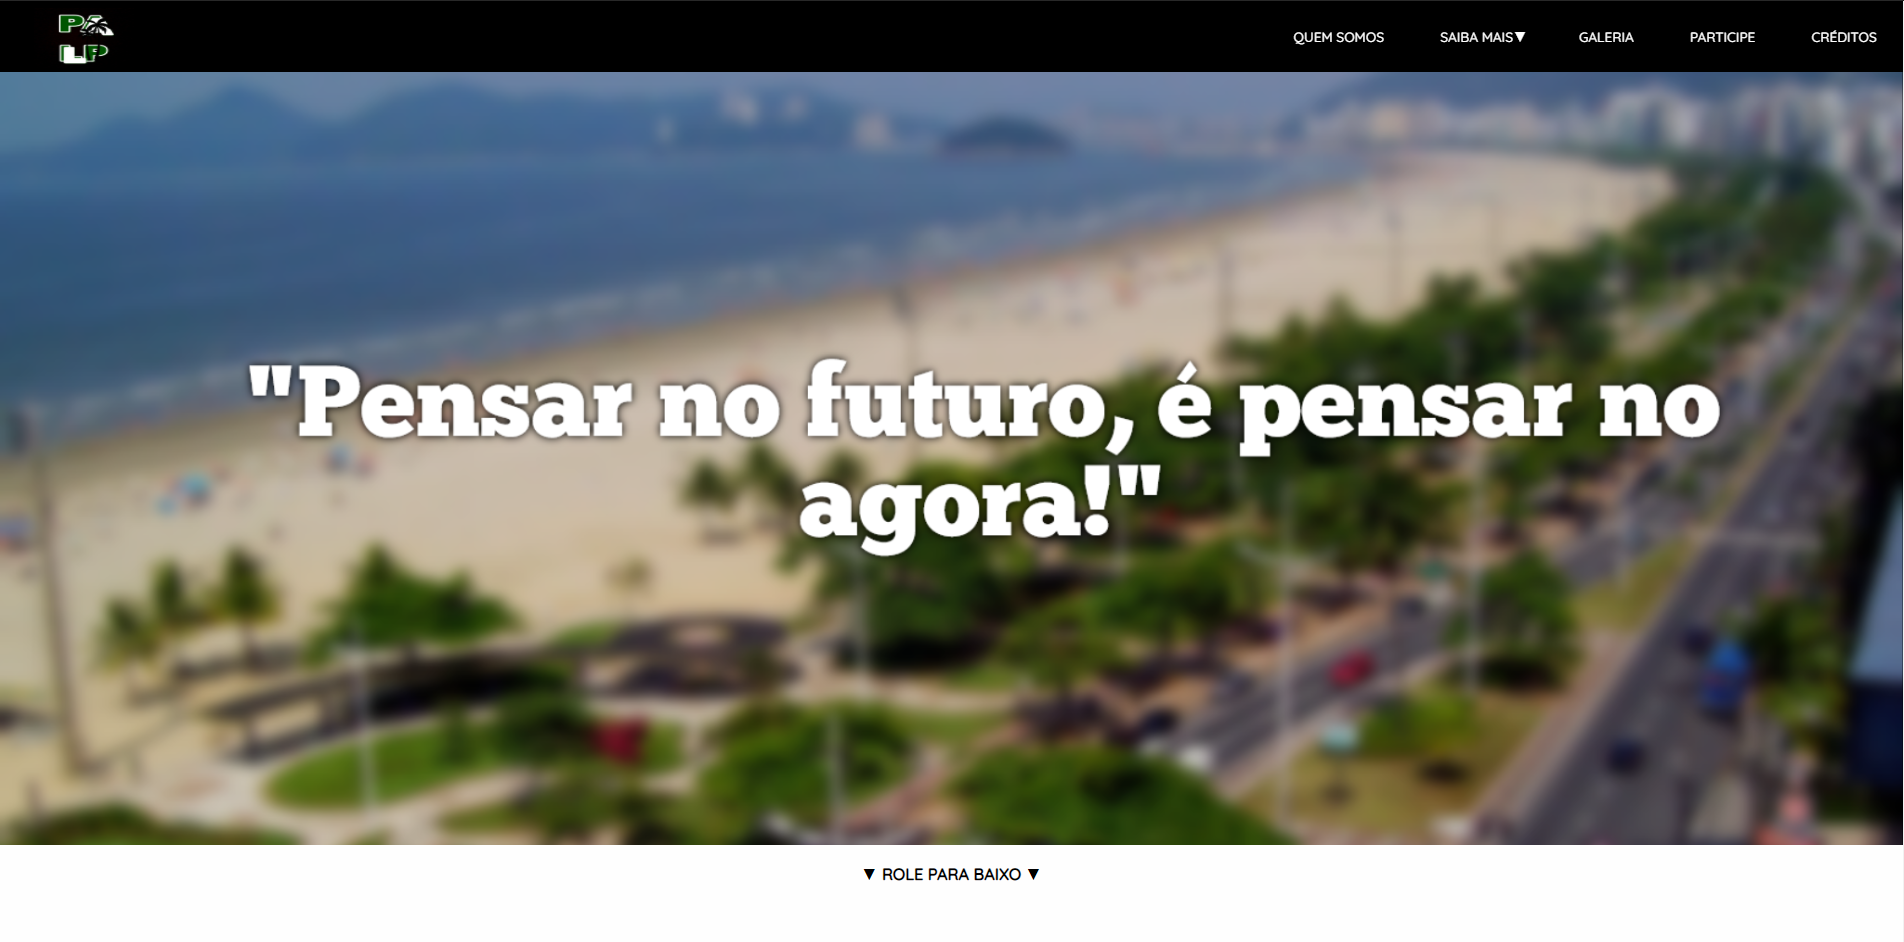 PA
LP
QUEM SOMOS
SAIBA MAIS▼
GALERIA
PARTICIPE
CRÉDITOS
"Pensar no futuro, é pensar no
agora!"
▼ ROLE PARA BAIXO ▼